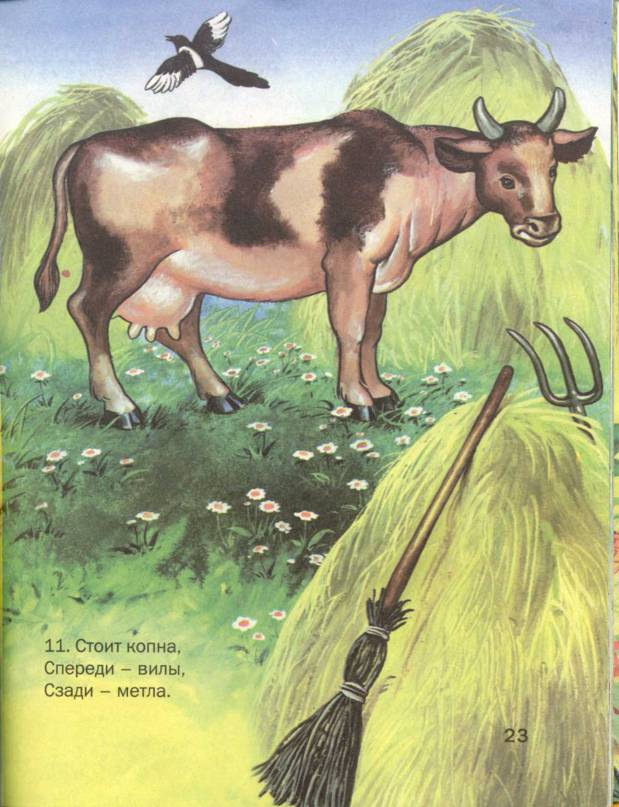 11. Стоит копна,
Спереди – вилы,
Сзади – метла.
23